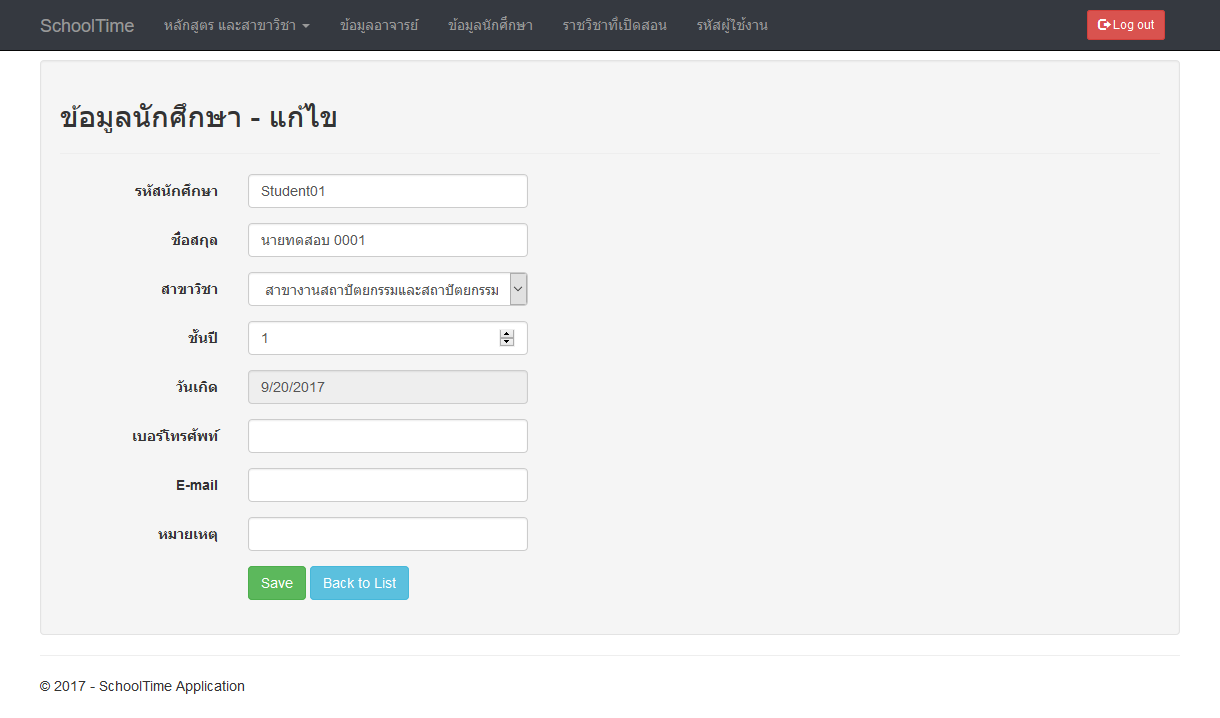 SchoolTime หลักสูตร และสาขาวิชา ข้อมูลอาจารย์ ข้อมูลนักศึกษา ราชวิชาที่เปิดสอน รหัสผู้ใช้งาน Log out
ข้อมูลนักศึกษา - แก้ไข
รหัสนักศึกษา Student01
ชื่อสกุล นายทดสอบ 0001
สาขาวิชา สาขางานสถาปัตยกรรมและสถาปัตยกรรม
ชั้นปี 1
วันเกิด 9/20/2017
เบอร์โทรศัพท์
E-mail
หมายเหตุ
Save Back to List
© 2017 - SchoolTime Application